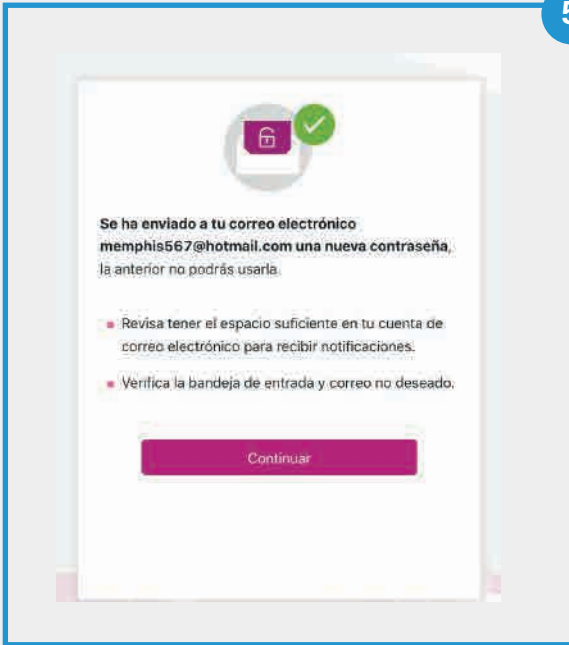 5
Se ha enviado a tu correo electrónico
memphis567@hotmail.com una nueva contraseña,
la anterior no podrás usarla.
Revisa tener el espacio suficiente en tu cuenta de
correo electrónico para recibir notificaciones.
Verifica la bandeja de entrada y correo no deseado.
Continuar